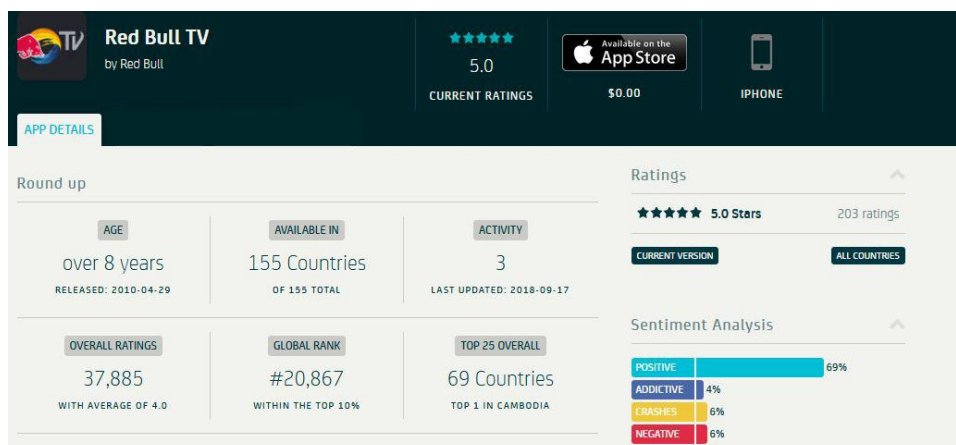 TV
Red Bull TV
by Red Bull
5.0
CURRENT RATINGS
Available on the
App Store
$0.00
IPHONE
APP DETAILS
Round up
AGE
over 8 years
RELEASED: 2010-04-29
AVAILABLE IN
155 Countries
OF 155 TOTAL
ACTIVITY
3
LAST UPDATED: 2018-09-17
OVERALL RATINGS
37,885
WITH AVERAGE OF 4.0
GLOBAL RANK
#20,867
WITHIN THE TOP 10%
TOP 25 OVERALL
69 Countries
TOP 1 IN CAMBODIA
Ratings
5.0 Stars 203 ratings
CURRENT VERSION ALL COUNTRIES
Sentiment Analysis
POSITIVE 69%
ADDICTIVE 4%
CRASHES 6%
NEGATIVE 6%